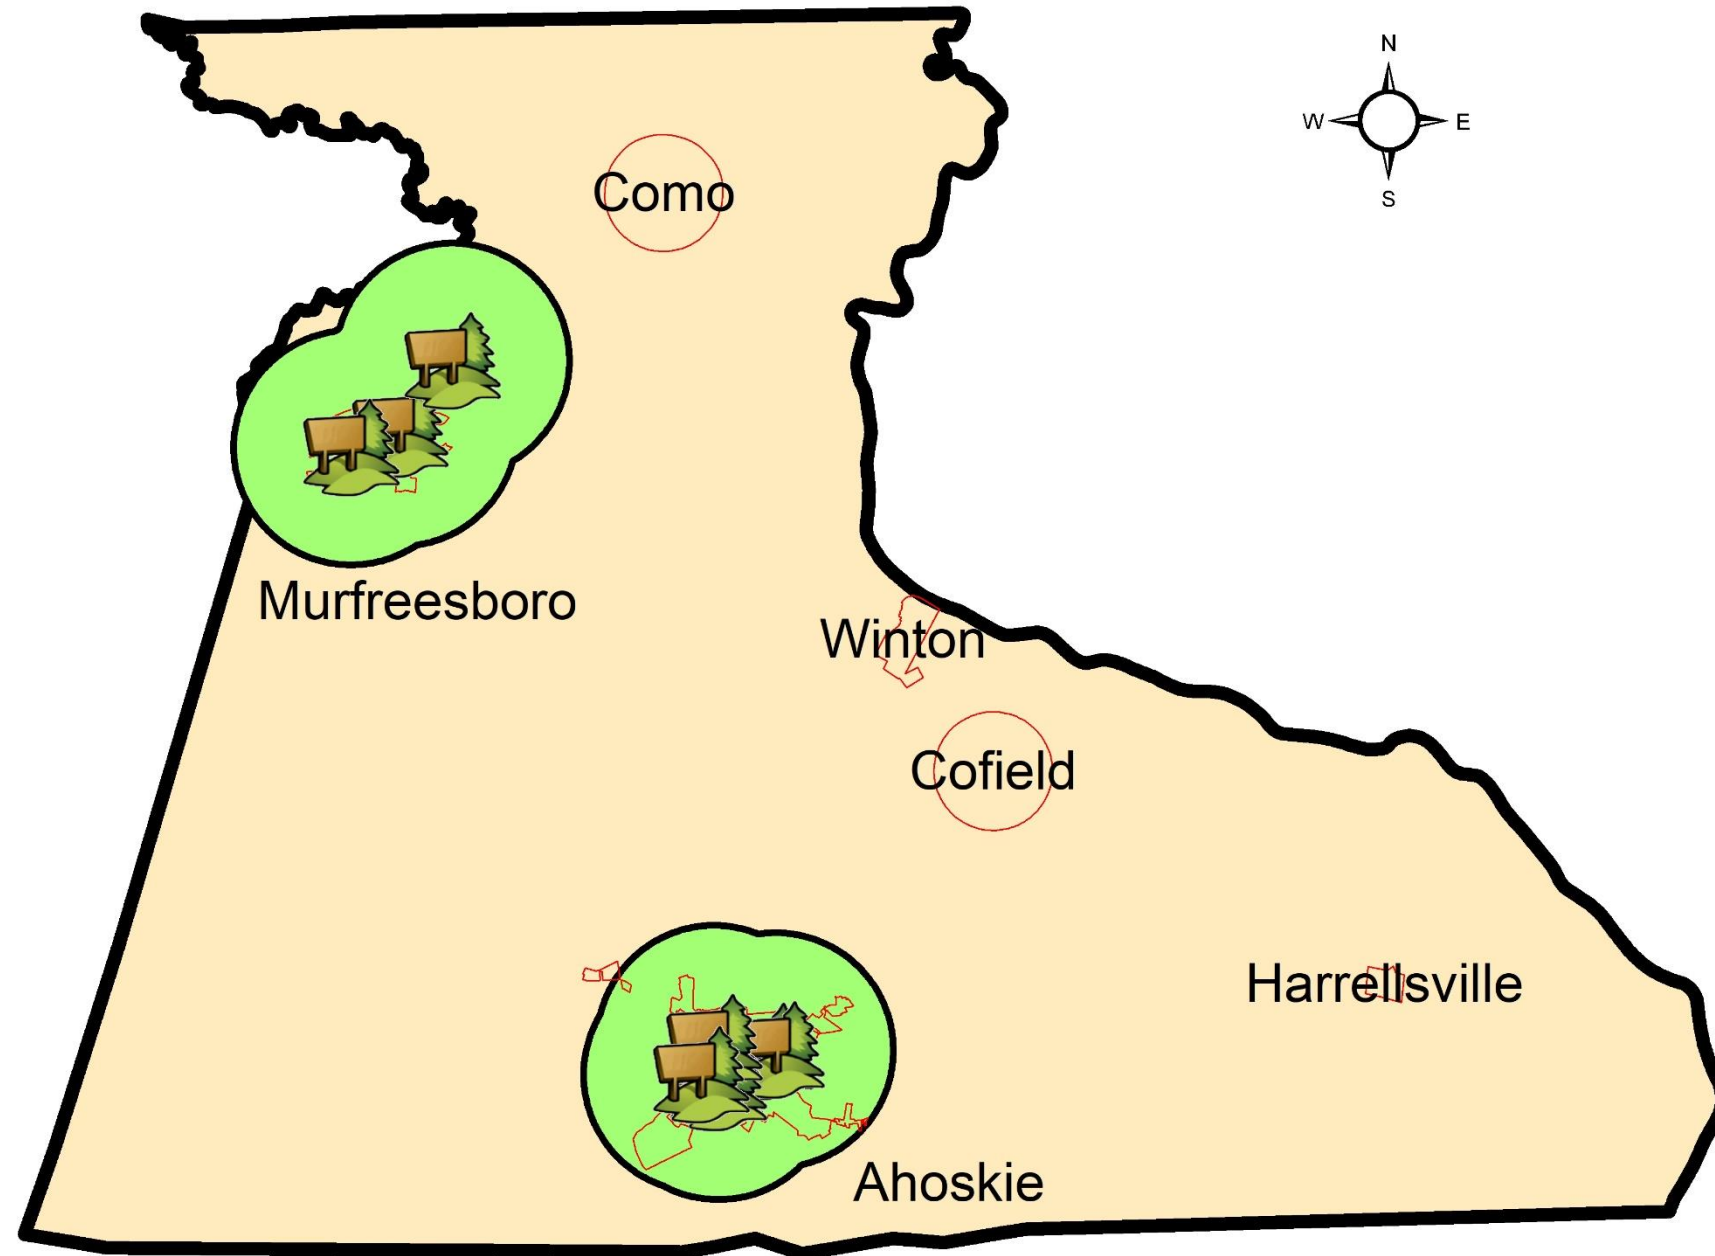 N
W E
S
Como
Murfreesboro
Winton
Cofield
Harrellsville
Ahoskie